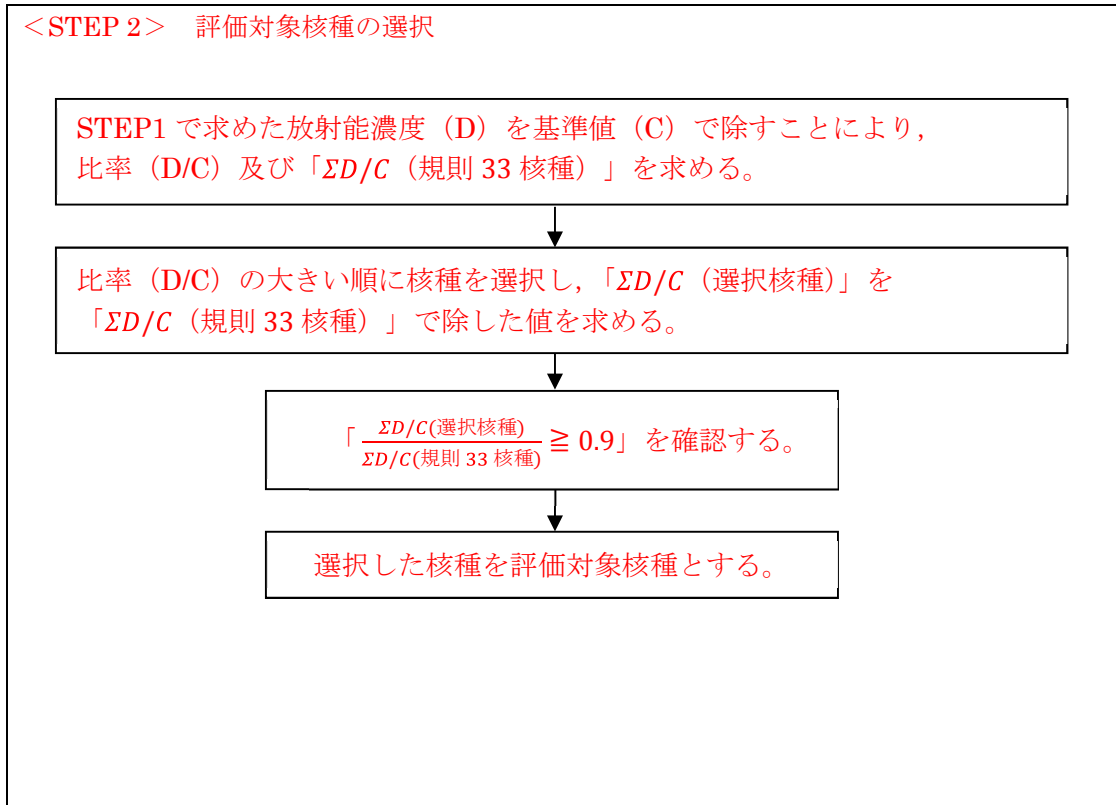 ＜STEP 2＞　評価対象核種の選択
STEP1 で求めた放射能濃度（D）を基準値（C）で除すことにより，
比率（D/C）及び「ΣD/C（規則 33 核種）」を求める。
比率（D/C）の大きい順に核種を選択し，「ΣD/C（選択核種）」を
「ΣD/C（規則 33 核種）」で除した値を求める。
「ΣD/C(選択核種)/ΣD/C(規則 33 核種) ≧ 0.9」を確認する。
選択した核種を評価対象核種とする。